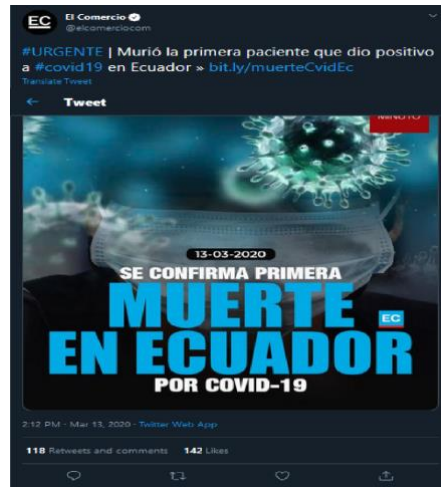 EC El Comercio
@elcomerciocom
#URGENTE | Murió la primera paciente que dio positivo
a #covid19 en Ecuador » bit.ly/muerteCvidEc
Translate Tweet
← Tweet
MINUTO
13-03-2020
SE CONFIRMA PRIMERA
MUERTE
EC
EN ECUADOR
POR COVID-19
2:12 PM · Mar 13, 2020 · Twitter Web App
118 Retweets and comments 142 Likes